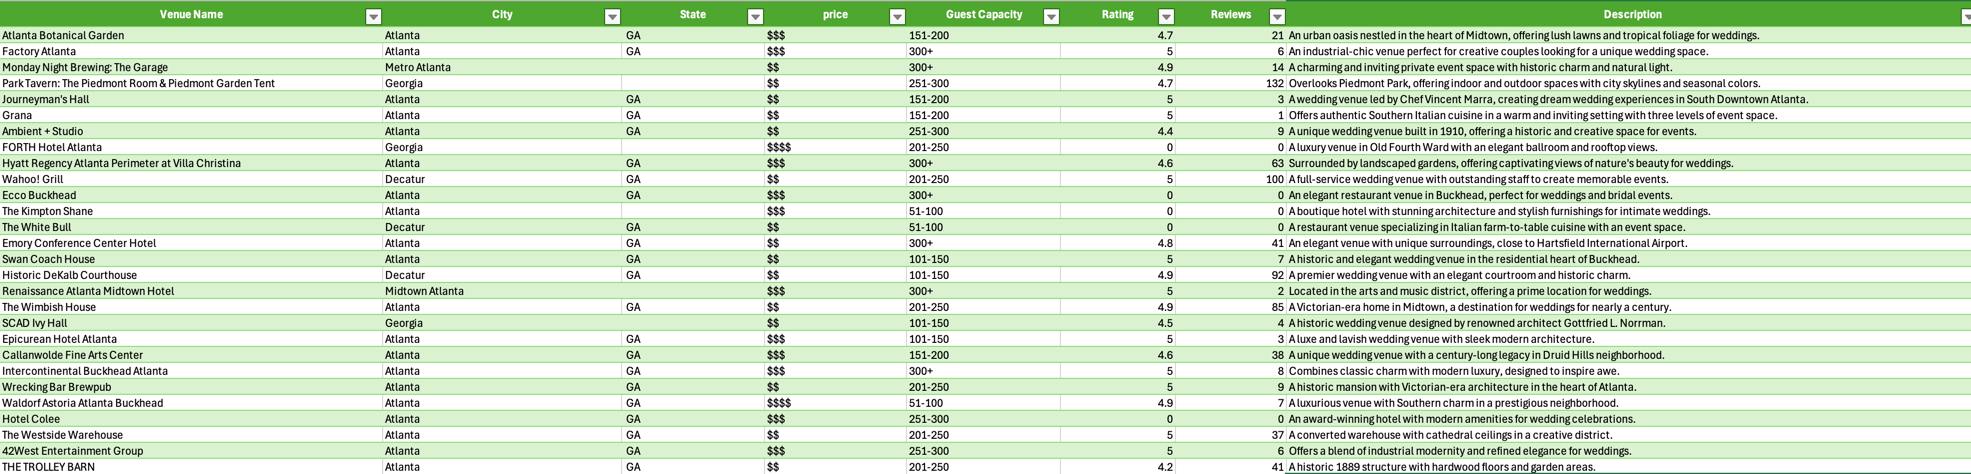 Venue Name City State price Guest Capacity Rating Reviews Description
Atlanta Botanical Garden Atlanta GA $$$ 151-200 4.7 21 An urban oasis nestled in the heart of Midtown, offering lush lawns and tropical foliage for weddings.
Factory Atlanta Atlanta GA $$$ 300+ 5 6 An industrial-chic venue perfect for creative couples looking for a unique wedding space.
Monday Night Brewing: The Garage Metro Atlanta $$ 300+ 4.9 14 A charming and inviting private event space with historic charm and natural light.
Park Tavern: The Piedmont Room & Piedmont Garden Tent Georgia $$ 251-300 4.7 132 Overlooks Piedmont Park, offering indoor and outdoor spaces with city skylines and seasonal colors.
Journeyman's Hall Atlanta GA $$ 151-200 5 3 A wedding venue led by Chef Vincent Marra, creating dream wedding experiences in South Downtown Atlanta.
Grana Atlanta GA $$ 151-200 5 1 Offers authentic Southern Italian cuisine in a warm and inviting setting with three levels of event space.
Ambient + Studio Atlanta GA $$ 251-300 4.4 9 A unique wedding venue built in 1910, offering a historic and creative space for events.
FORTH Hotel Atlanta Georgia $$$$ 201-250 0 0 A luxury venue in Old Fourth Ward with an elegant ballroom and rooftop views.
Hyatt Regency Atlanta Perimeter at Villa Christina Atlanta GA $$$ 300+ 4.6 63 Surrounded by landscaped gardens, offering captivating views of nature's beauty for weddings.
Wahoo! Grill Decatur GA $$ 201-250 5 100 A full-service wedding venue with outstanding staff to create memorable events.
Ecco Buckhead Atlanta GA $$$ 300+ 0 0 An elegant restaurant venue in Buckhead, perfect for weddings and bridal events.
The Kimpton Shane Atlanta $$$ 51-100 0 0 A boutique hotel with stunning architecture and stylish furnishings for intimate weddings.
The White Bull Decatur GA $$ 51-100 0 0 A restaurant venue specializing in Italian farm-to-table cuisine with an event space.
Emory Conference Center Hotel Atlanta GA $$ 300+ 4.8 41 An elegant venue with unique surroundings, close to Hartsfield International Airport.
Swan Coach House Atlanta GA $$ 101-150 5 7 A historic and elegant wedding venue in the residential heart of Buckhead.
Historic DeKalb Courthouse Decatur GA $$ 101-150 4.9 92 A premier wedding venue with an elegant courtroom and historic charm.
Renaissance Atlanta Midtown Hotel Midtown Atlanta $$$ 300+ 5 2 Located in the arts and music district, offering a prime location for weddings.
The Wimbish House Atlanta GA $$ 201-250 4.9 85 A Victorian-era home in Midtown, a destination for weddings for nearly a century.
SCAD Ivy Hall Georgia $$ 101-150 4.5 4 A historic wedding venue designed by renowned architect Gottfried L. Norrman.
Epicurean Hotel Atlanta Atlanta GA $$$ 101-150 5 3 A luxe and lavish wedding venue with sleek modern architecture.
Callanwolde Fine Arts Center Atlanta GA $$$ 151-200 4.6 38 A unique wedding venue with a century-long legacy in Druid Hills neighborhood.
Intercontinental Buckhead Atlanta Atlanta GA $$$ 300+ 5 8 Combines classic charm with modern luxury, designed to inspire awe.
Wrecking Bar Brewpub Atlanta GA $$ 201-250 5 9 A historic mansion with Victorian-era architecture in the heart of Atlanta.
Waldorf Astoria Atlanta Buckhead Atlanta GA $$$$ 51-100 4.9 7 A luxurious venue with Southern charm in a prestigious neighborhood.
Hotel Colee Atlanta GA $$$ 251-300 0 0 An award-winning hotel with modern amenities for wedding celebrations.
The Westside Warehouse Atlanta GA $$ 201-250 5 37 A converted warehouse with cathedral ceilings in a creative district.
42West Entertainment Group Atlanta GA $$$ 251-300 5 6 Offers a blend of industrial modernity and refined elegance for weddings.
THE TROLLEY BARN Atlanta GA $$ 201-250 4.2 41 A historic 1889 structure with hardwood floors and garden areas.